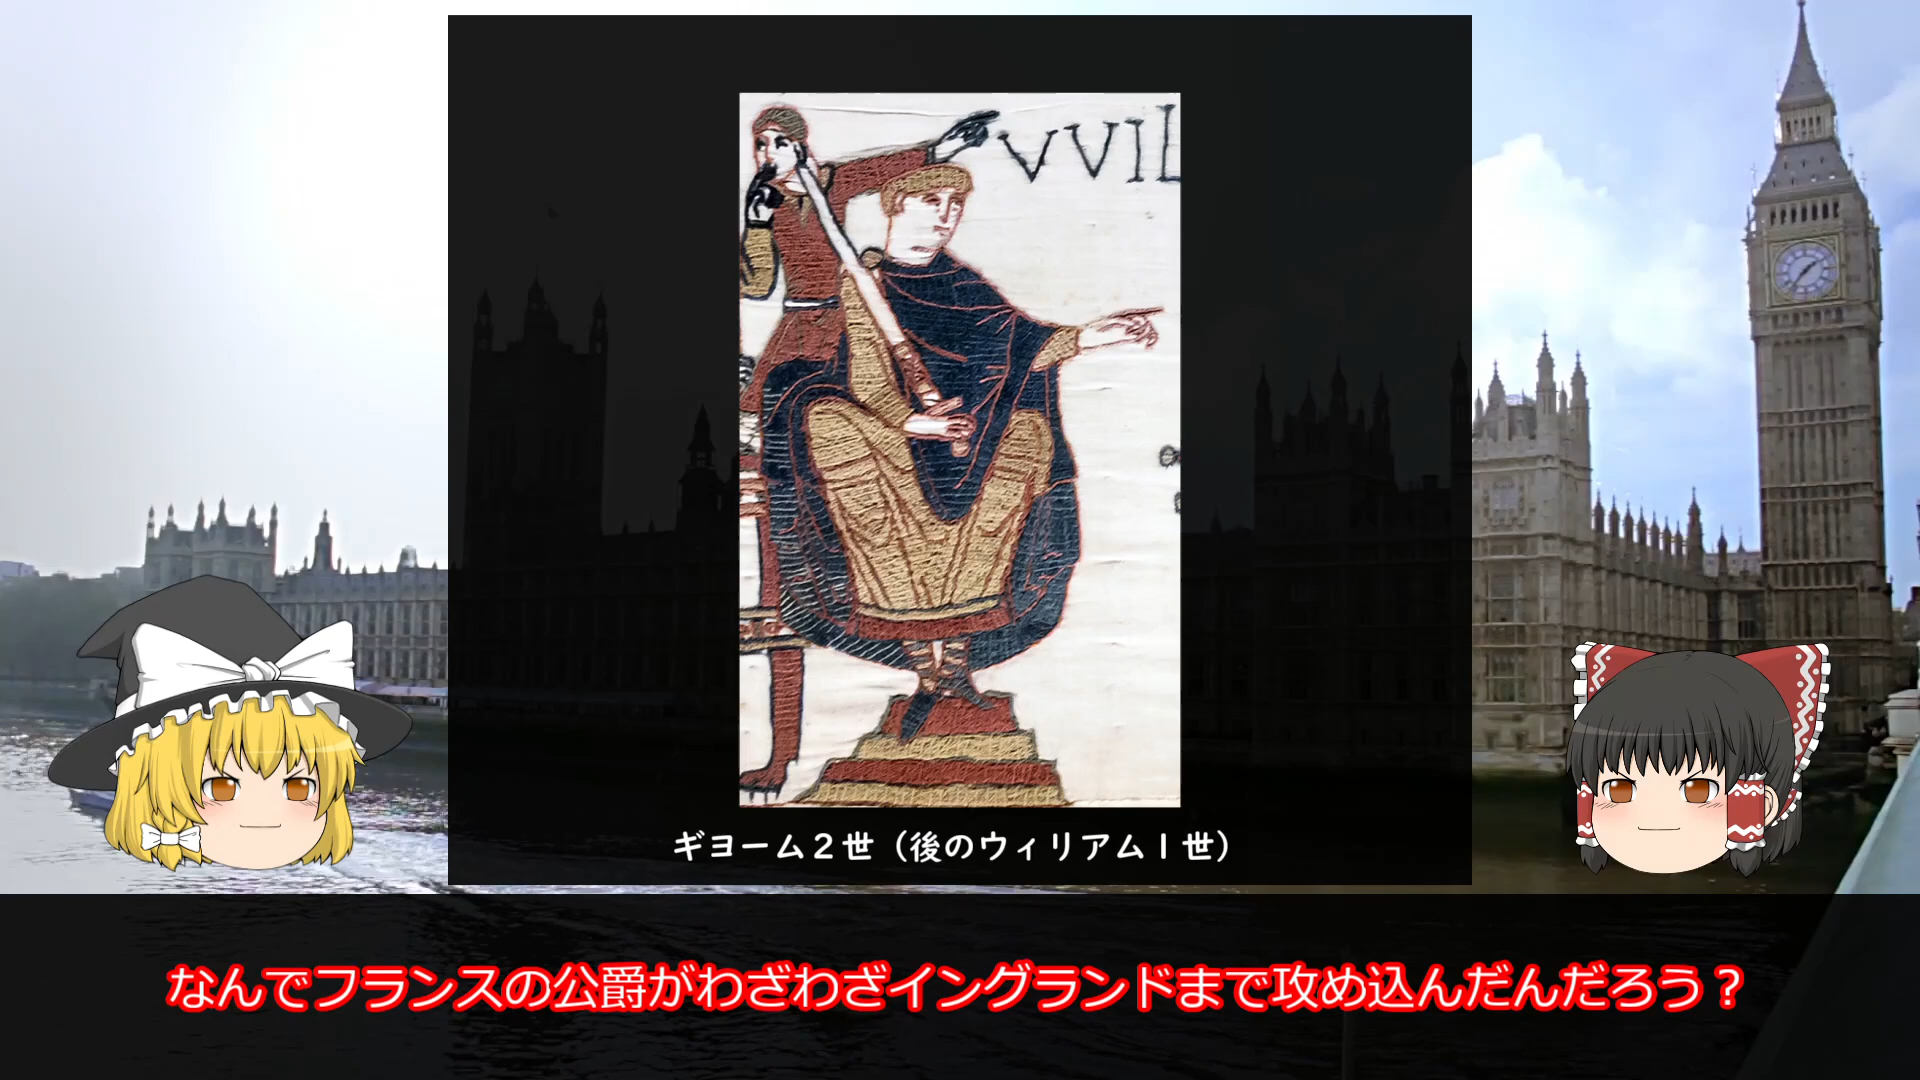 VVIL
ギヨーム２世（後のウィリアム１世）
なんでフランスの公爵がわざわざイングランドまで攻め込んだんだろう？